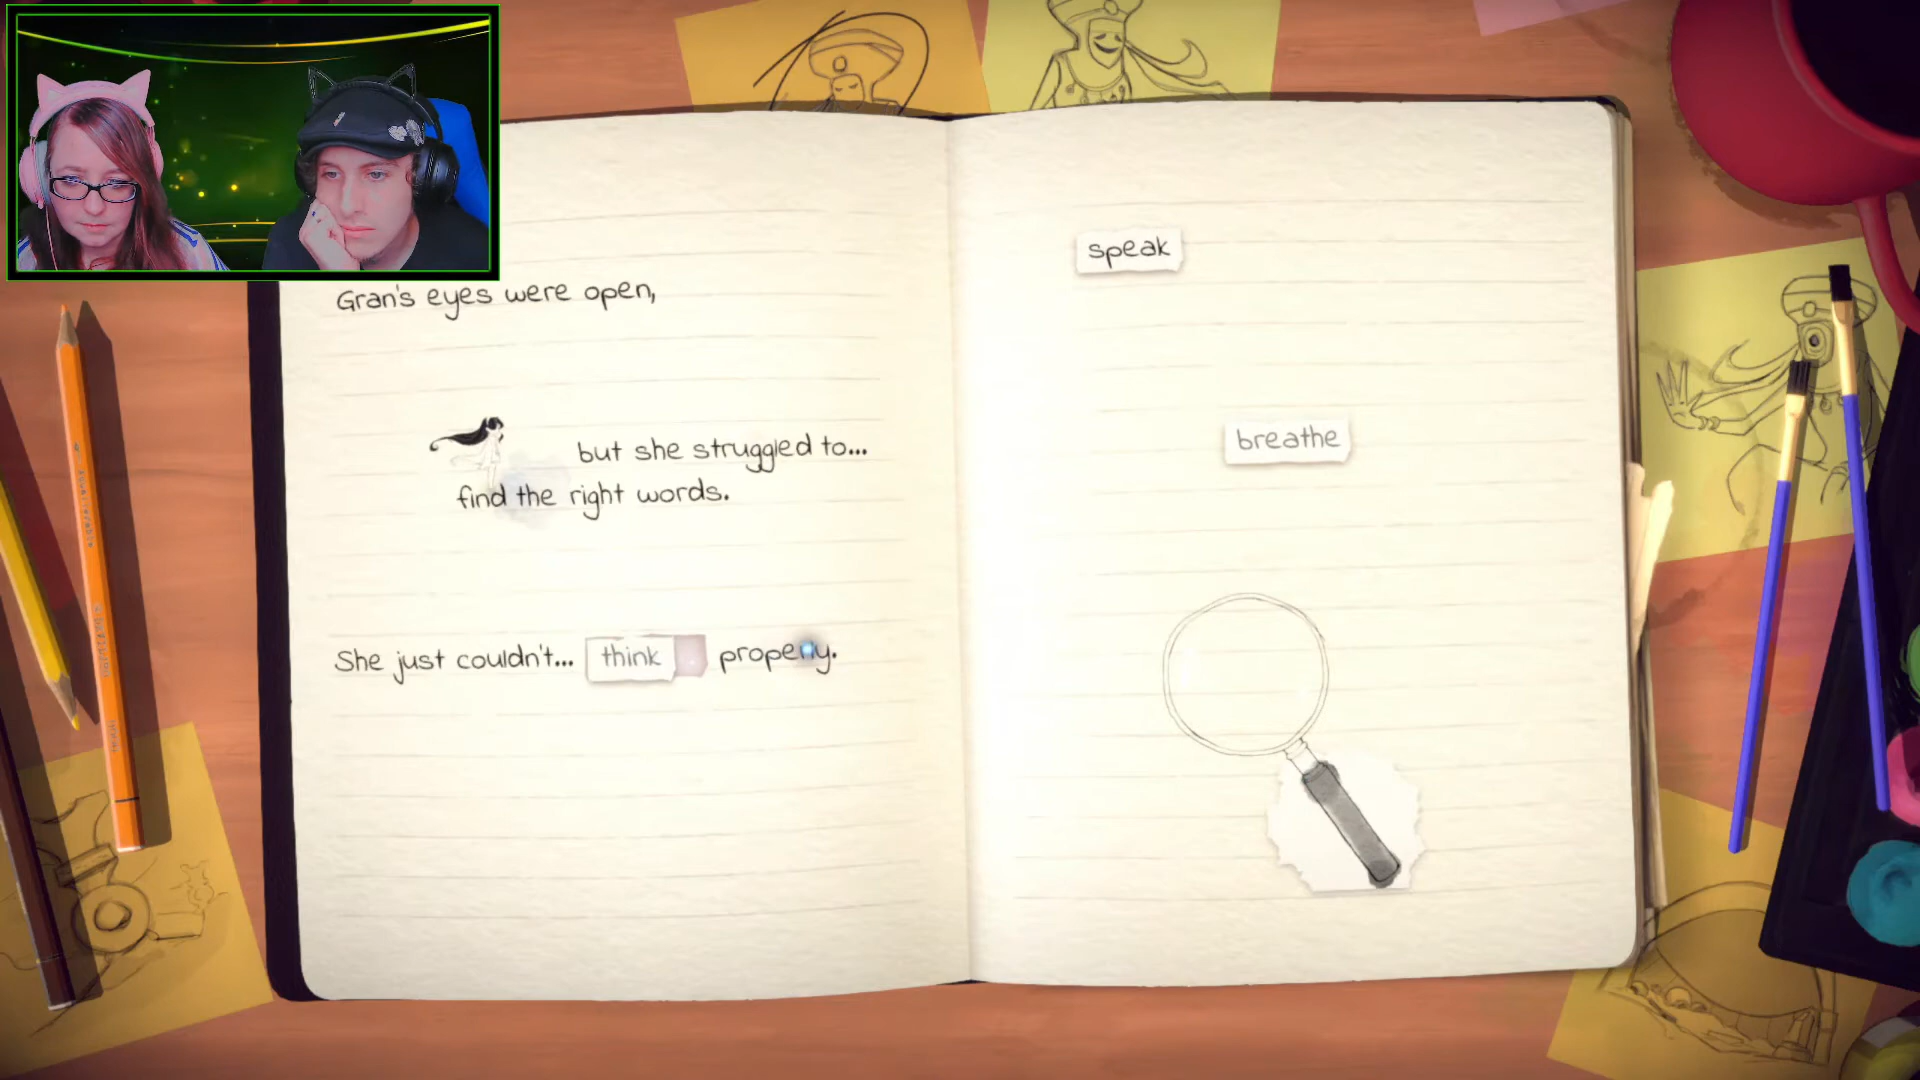 Gran's eyes were open,
but she struggled to...
find the right words.
She just couldn't... think properly.
speak
breathe